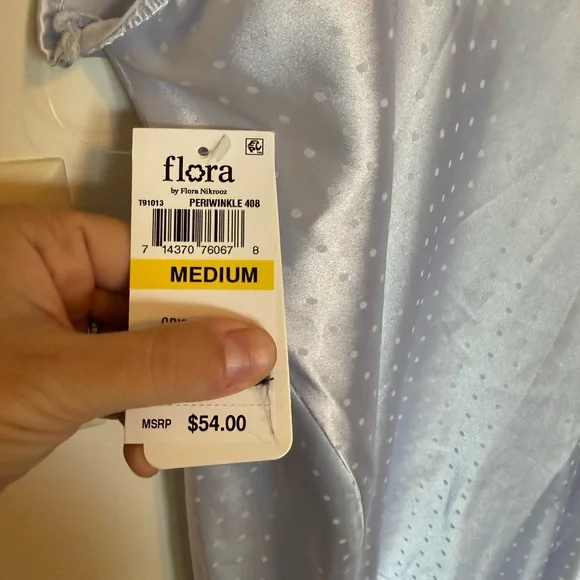 flora
by Flora Nikrooz
T91013 PERIWINKLE 408
7 14370 76067 8
MEDIUM
MSRP $54.00